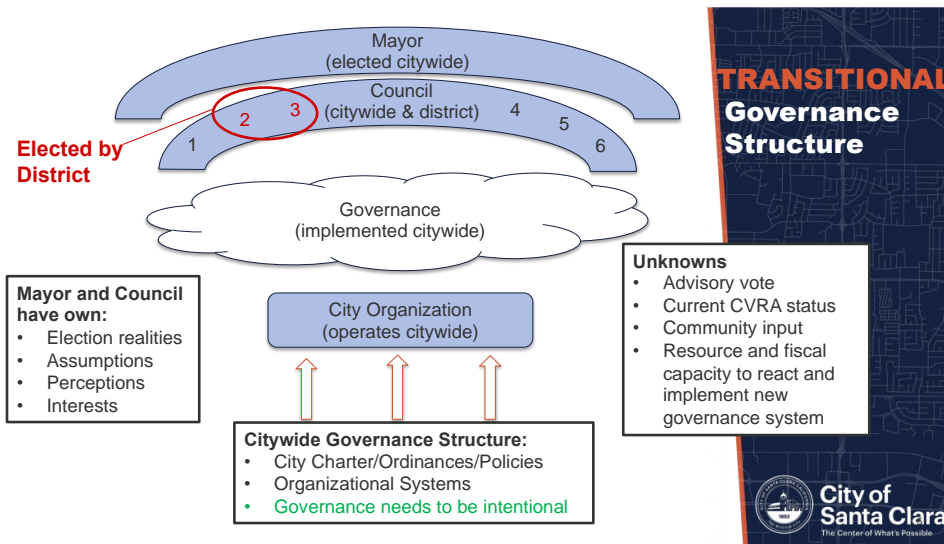 Mayor
(elected citywide)
Council
(citywide & district)
1
2
3
4
5
6
Elected by
District
Governance
(implemented citywide)
City Organization
(operates citywide)
Mayor and Council
have own:
• Election realities
• Assumptions
• Perceptions
• Interests
Unknowns
• Advisory vote
• Current CVRA status
• Community input
• Resource and fiscal
capacity to react and
implement new
governance system
Citywide Governance Structure:
• City Charter/Ordinances/Policies
• Organizational Systems
• Governance needs to be intentional
TRANSITIONAL
Governance
Structure
City of
Santa Clara
The Center of What's Possible
1852